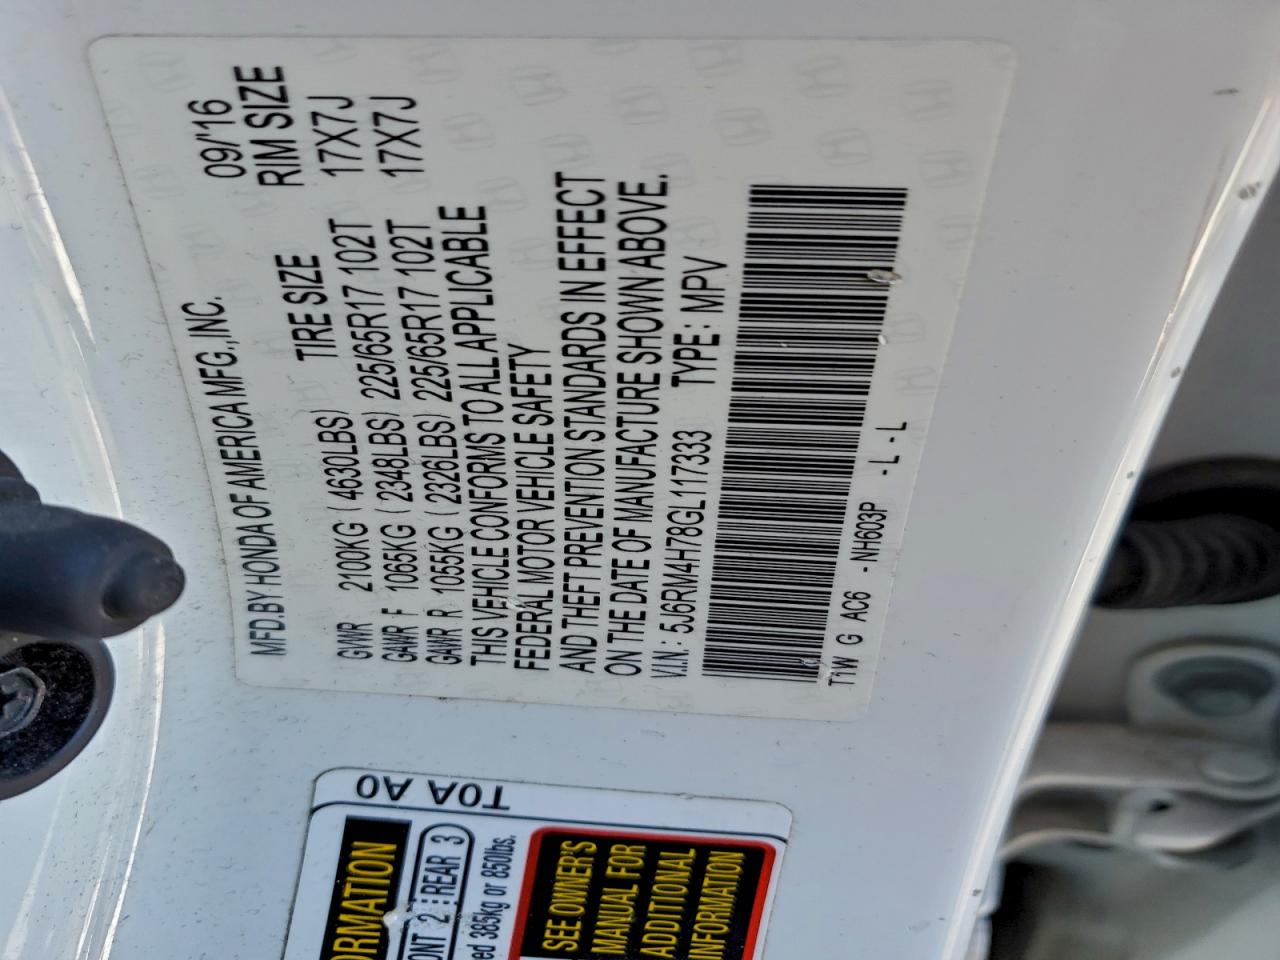 MFD.BY HONDA OF AMERICA MFG.,INC. 09/'16
TIRE SIZE RIM SIZE
GVWR 2100KG ( 4630LBS)
GAWR F 1065KG ( 2348LBS) 225/65R17 102T 17X7J
GAWR R 1055KG ( 2326LBS) 225/65R17 102T 17X7J
THIS VEHICLE CONFORMS TO ALL APPLICABLE
FEDERAL MOTOR VEHICLE SAFETY
AND THEFT PREVENTION STANDARDS IN EFFECT
ON THE DATE OF MANUFACTURE SHOWN ABOVE.
V.I.N.: 5J6RM4H78GL117333 TYPE: MPV
T1W G AC6 -NH603P -L -L
T0A A0
ORMATION
ONT 2 REAR 3
ed 385kg or 850lbs.
SEE OWNER'S
MANUAL FOR
ADDITIONAL
INFORMATION